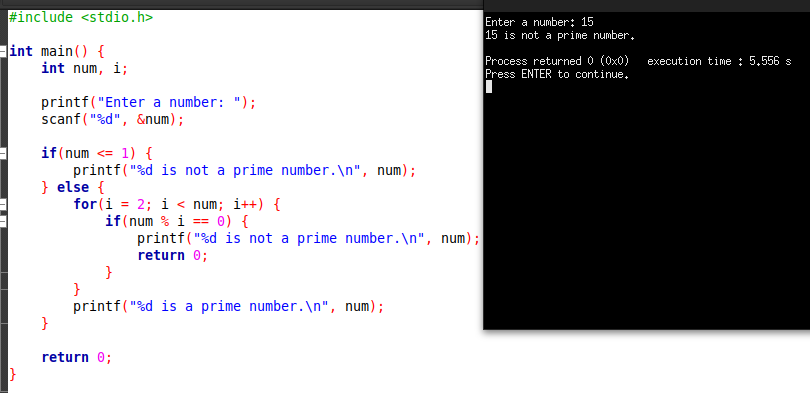 #include <stdio.h>
int main() {
    int num, i;
    printf("Enter a number: ");
    scanf("%d", &num);
    if(num <= 1) {
        printf("%d is not a prime number.\n", num);
    } else {
        for(i = 2; i < num; i++) {
            if(num % i == 0) {
                printf("%d is not a prime number.\n", num);
                return 0;
            }
        }
        printf("%d is a prime number.\n", num);
    }
    return 0;
}
Enter a number: 15
15 is not a prime number.
Process returned 0 (0x0)   execution time : 5.556 s
Press ENTER to continue.